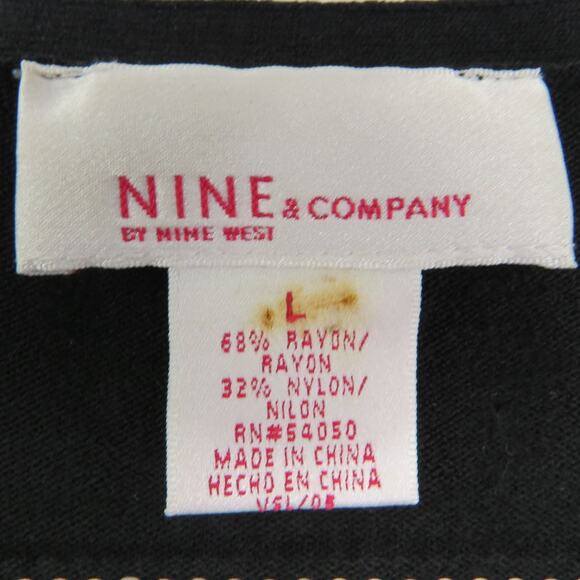 NINE & COMPANY
BY NINE WEST
L
68% RAYON/
RAYON
32% NYLON/
NILON
RN#54050
MADE IN CHINA
HECHO EN CHINA